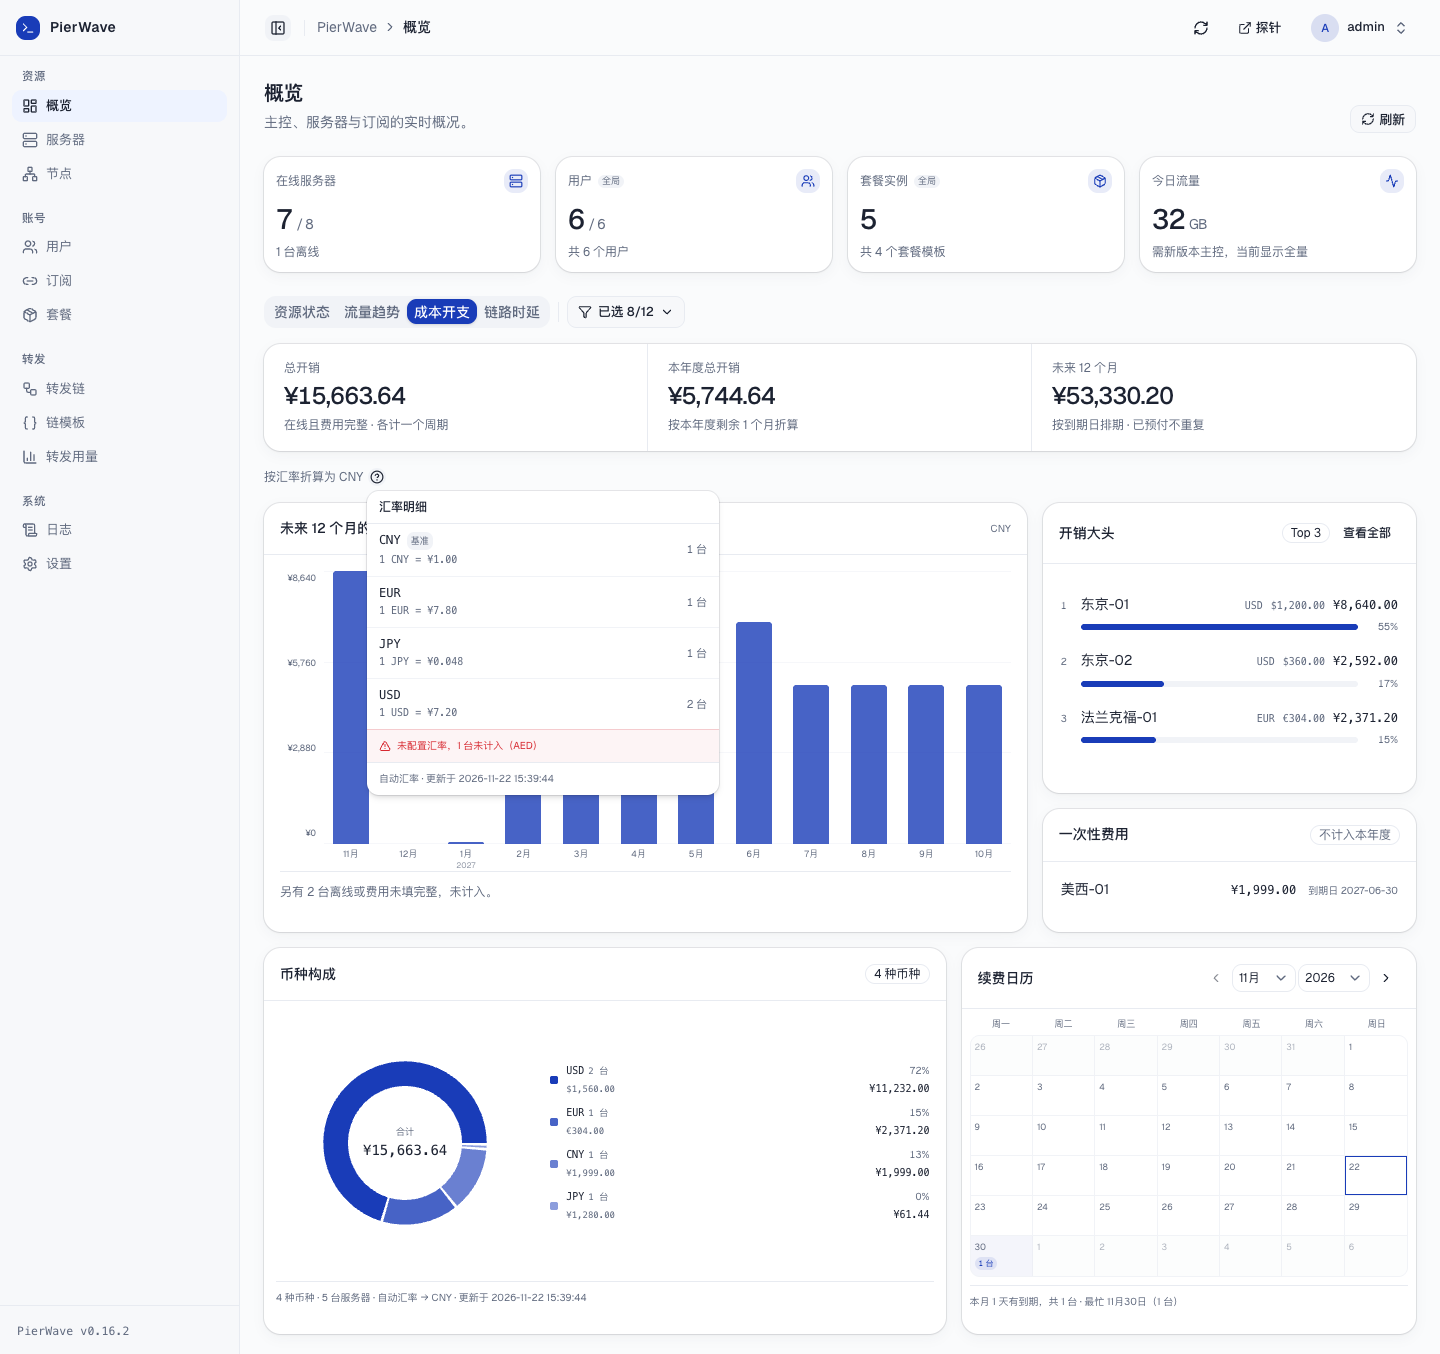 PierWave
PierWave > 概览
探针
A admin
资源
概览
服务器
节点
账号
用户
订阅
套餐
转发
转发链
链模板
转发用量
系统
日志
设置
PierWave v0.16.2
概览
主控、服务器与订阅的实时概况。
刷新
在线服务器
7 / 8
1 台离线
用户 全局
6 / 6
共 6 个用户
套餐实例 全局
5
共 4 个套餐模板
今日流量
32 GB
需新版本主控，当前显示全量
资源状态 流量趋势 成本开支 链路时延
已选 8/12
总开销
¥15,663.64
在线且费用完整 · 各计一个周期
本年度总开销
¥5,744.64
按本年度剩余 1 个月折算
未来 12 个月
¥53,330.20
按到期日排期 · 已预付不重复
按汇率折算为 CNY
未来 12 个月的
CNY
汇率明细
CNY 基准
1 CNY = ¥1.00
1 台
EUR
1 EUR = ¥7.80
1 台
JPY
1 JPY = ¥0.048
1 台
USD
1 USD = ¥7.20
2 台
未配置汇率，1 台未计入（AED）
自动汇率 · 更新于 2026-11-22 15:39:44
¥8,640
¥5,760
¥2,880
¥0
11月 12月 1月 2月 3月 4月 5月 6月 7月 8月 9月 10月
2027
另有 2 台离线或费用未填完整，未计入。
开销大头
Top 3
查看全部
1 东京-01 USD $1,200.00 ¥8,640.00
55%
2 东京-02 USD $360.00 ¥2,592.00
17%
3 法兰克福-01 EUR €304.00 ¥2,371.20
15%
一次性费用
不计入本年度
美西-01 ¥1,999.00 到期日 2027-06-30
币种构成
4 种币种
合计
¥15,663.64
USD 2 台 72%
$1,560.00 ¥11,232.00
EUR 1 台 15%
€304.00 ¥2,371.20
CNY 1 台 13%
¥1,999.00 ¥1,999.00
JPY 1 台 0%
¥1,280.00 ¥61.44
4 种币种 · 5 台服务器 · 自动汇率 → CNY · 更新于 2026-11-22 15:39:44
续费日历
11月 2026
周一 周二 周三 周四 周五 周六 周日
26 27 28 29 30 31 1
2 3 4 5 6 7 8
9 10 11 12 13 14 15
16 17 18 19 20 21 22
23 24 25 26 27 28 29
30 1 2 3 4 5 6
1 台
本月 1 天有到期，共 1 台 · 最忙 11月30日（1 台）